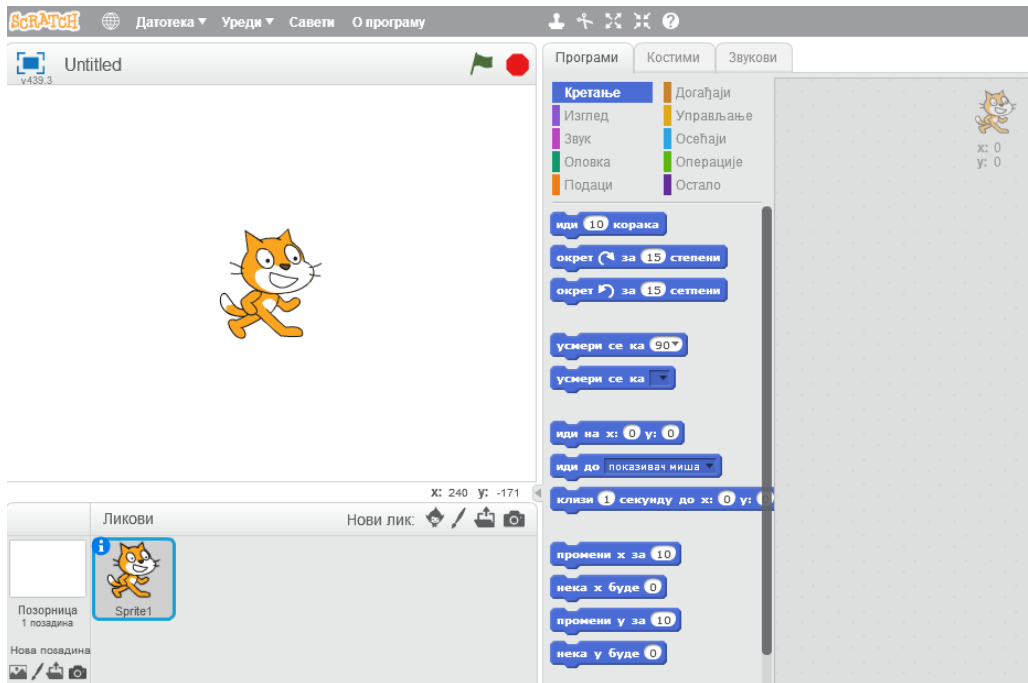 SCRATCH
Датотека ▼ Уреди ▼ Савети О програму
v439.3
Untitled
x: 240 y: -171
Ликови
Нови лик:
Позорница
1 позадина
Нова позадина
Sprite1
Програми
Костими
Звукови
Кретање
Изглед
Звук
Оловка
Подаци
Догађаји
Управљање
Осећаји
Операције
Остало
иди 10 корака
окрет за 15 степени
окрет за 15 сетпени
усмери се ка 90▼
усмери се ка
иди на x: 0 y: 0
иди до показивач миша
клизи 1 секунду до x: 0 y: 0
промени x за 10
нека x буде 0
промени y за 10
нека y буде 0
x: 0
y: 0